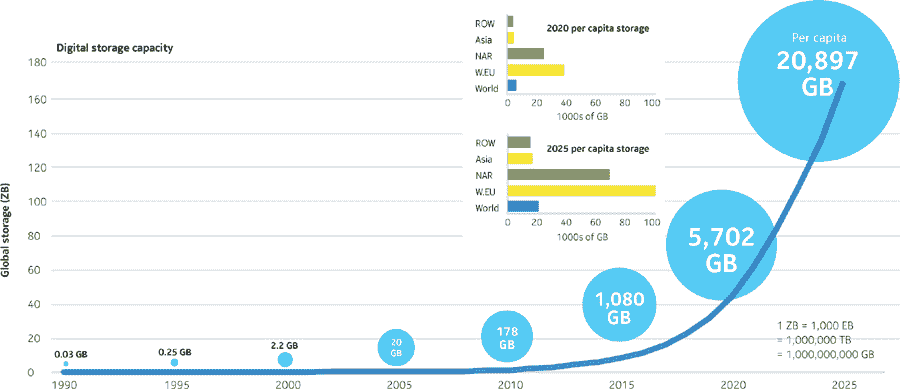 Digital storage capacity
Global storage (ZB)
180
160
140
120
100
80
60
40
20
0
1990
1995
2000
2005
2010
2015
2020
2025
0.03 GB
0.25 GB
2.2 GB
20
GB
178
GB
1,080
GB
5,702
GB
Per capita
20,897
GB
2020 per capita storage
ROW
Asia
NAR
W.EU
World
0 20 40 60 80 100
1000s of GB
2025 per capita storage
ROW
Asia
NAR
W.EU
World
0 20 40 60 80 100
1000s of GB
1 ZB = 1,000 EB
= 1,000,000 TB
= 1,000,000,000 GB